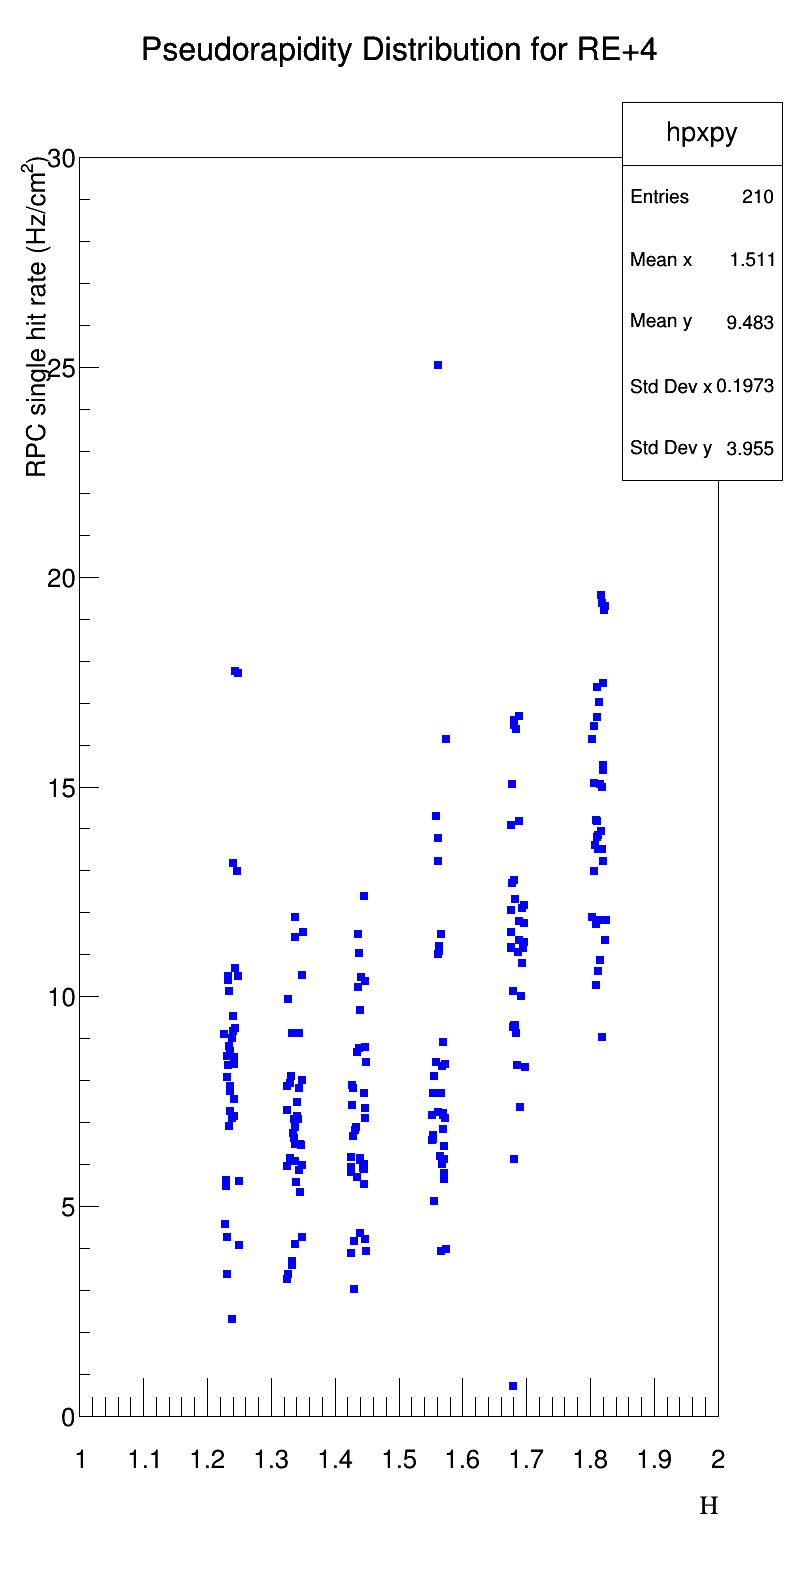 Pseudorapidity Distribution for RE+4
hpxpy
Entries 210
Mean x 1.511
Mean y 9.483
Std Dev x 0.1973
Std Dev y 3.955
RPC single hit rate (Hz/cm²)
30
25
20
15
10
5
0
1 1.1 1.2 1.3 1.4 1.5 1.6 1.7 1.8 1.9 2
H